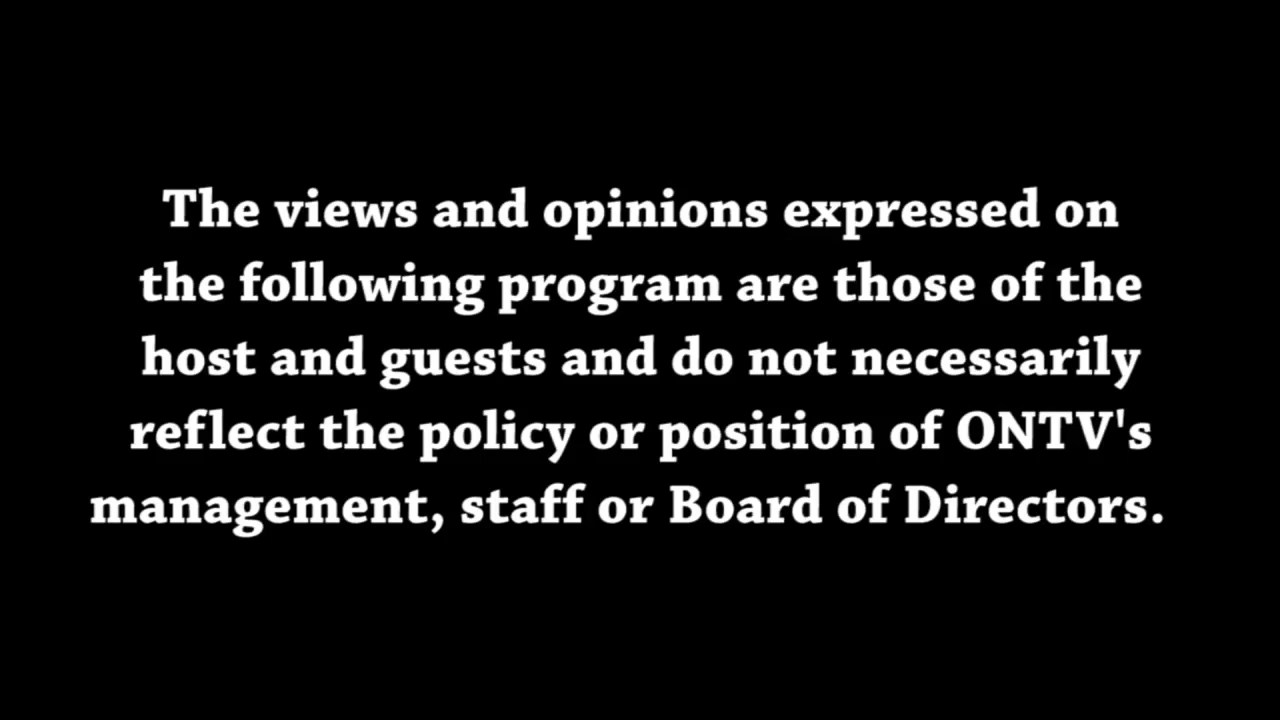 The views and opinions expressed on
the following program are those of the
host and guests and do not necessarily
reflect the policy or position of ONTV's
management, staff or Board of Directors.